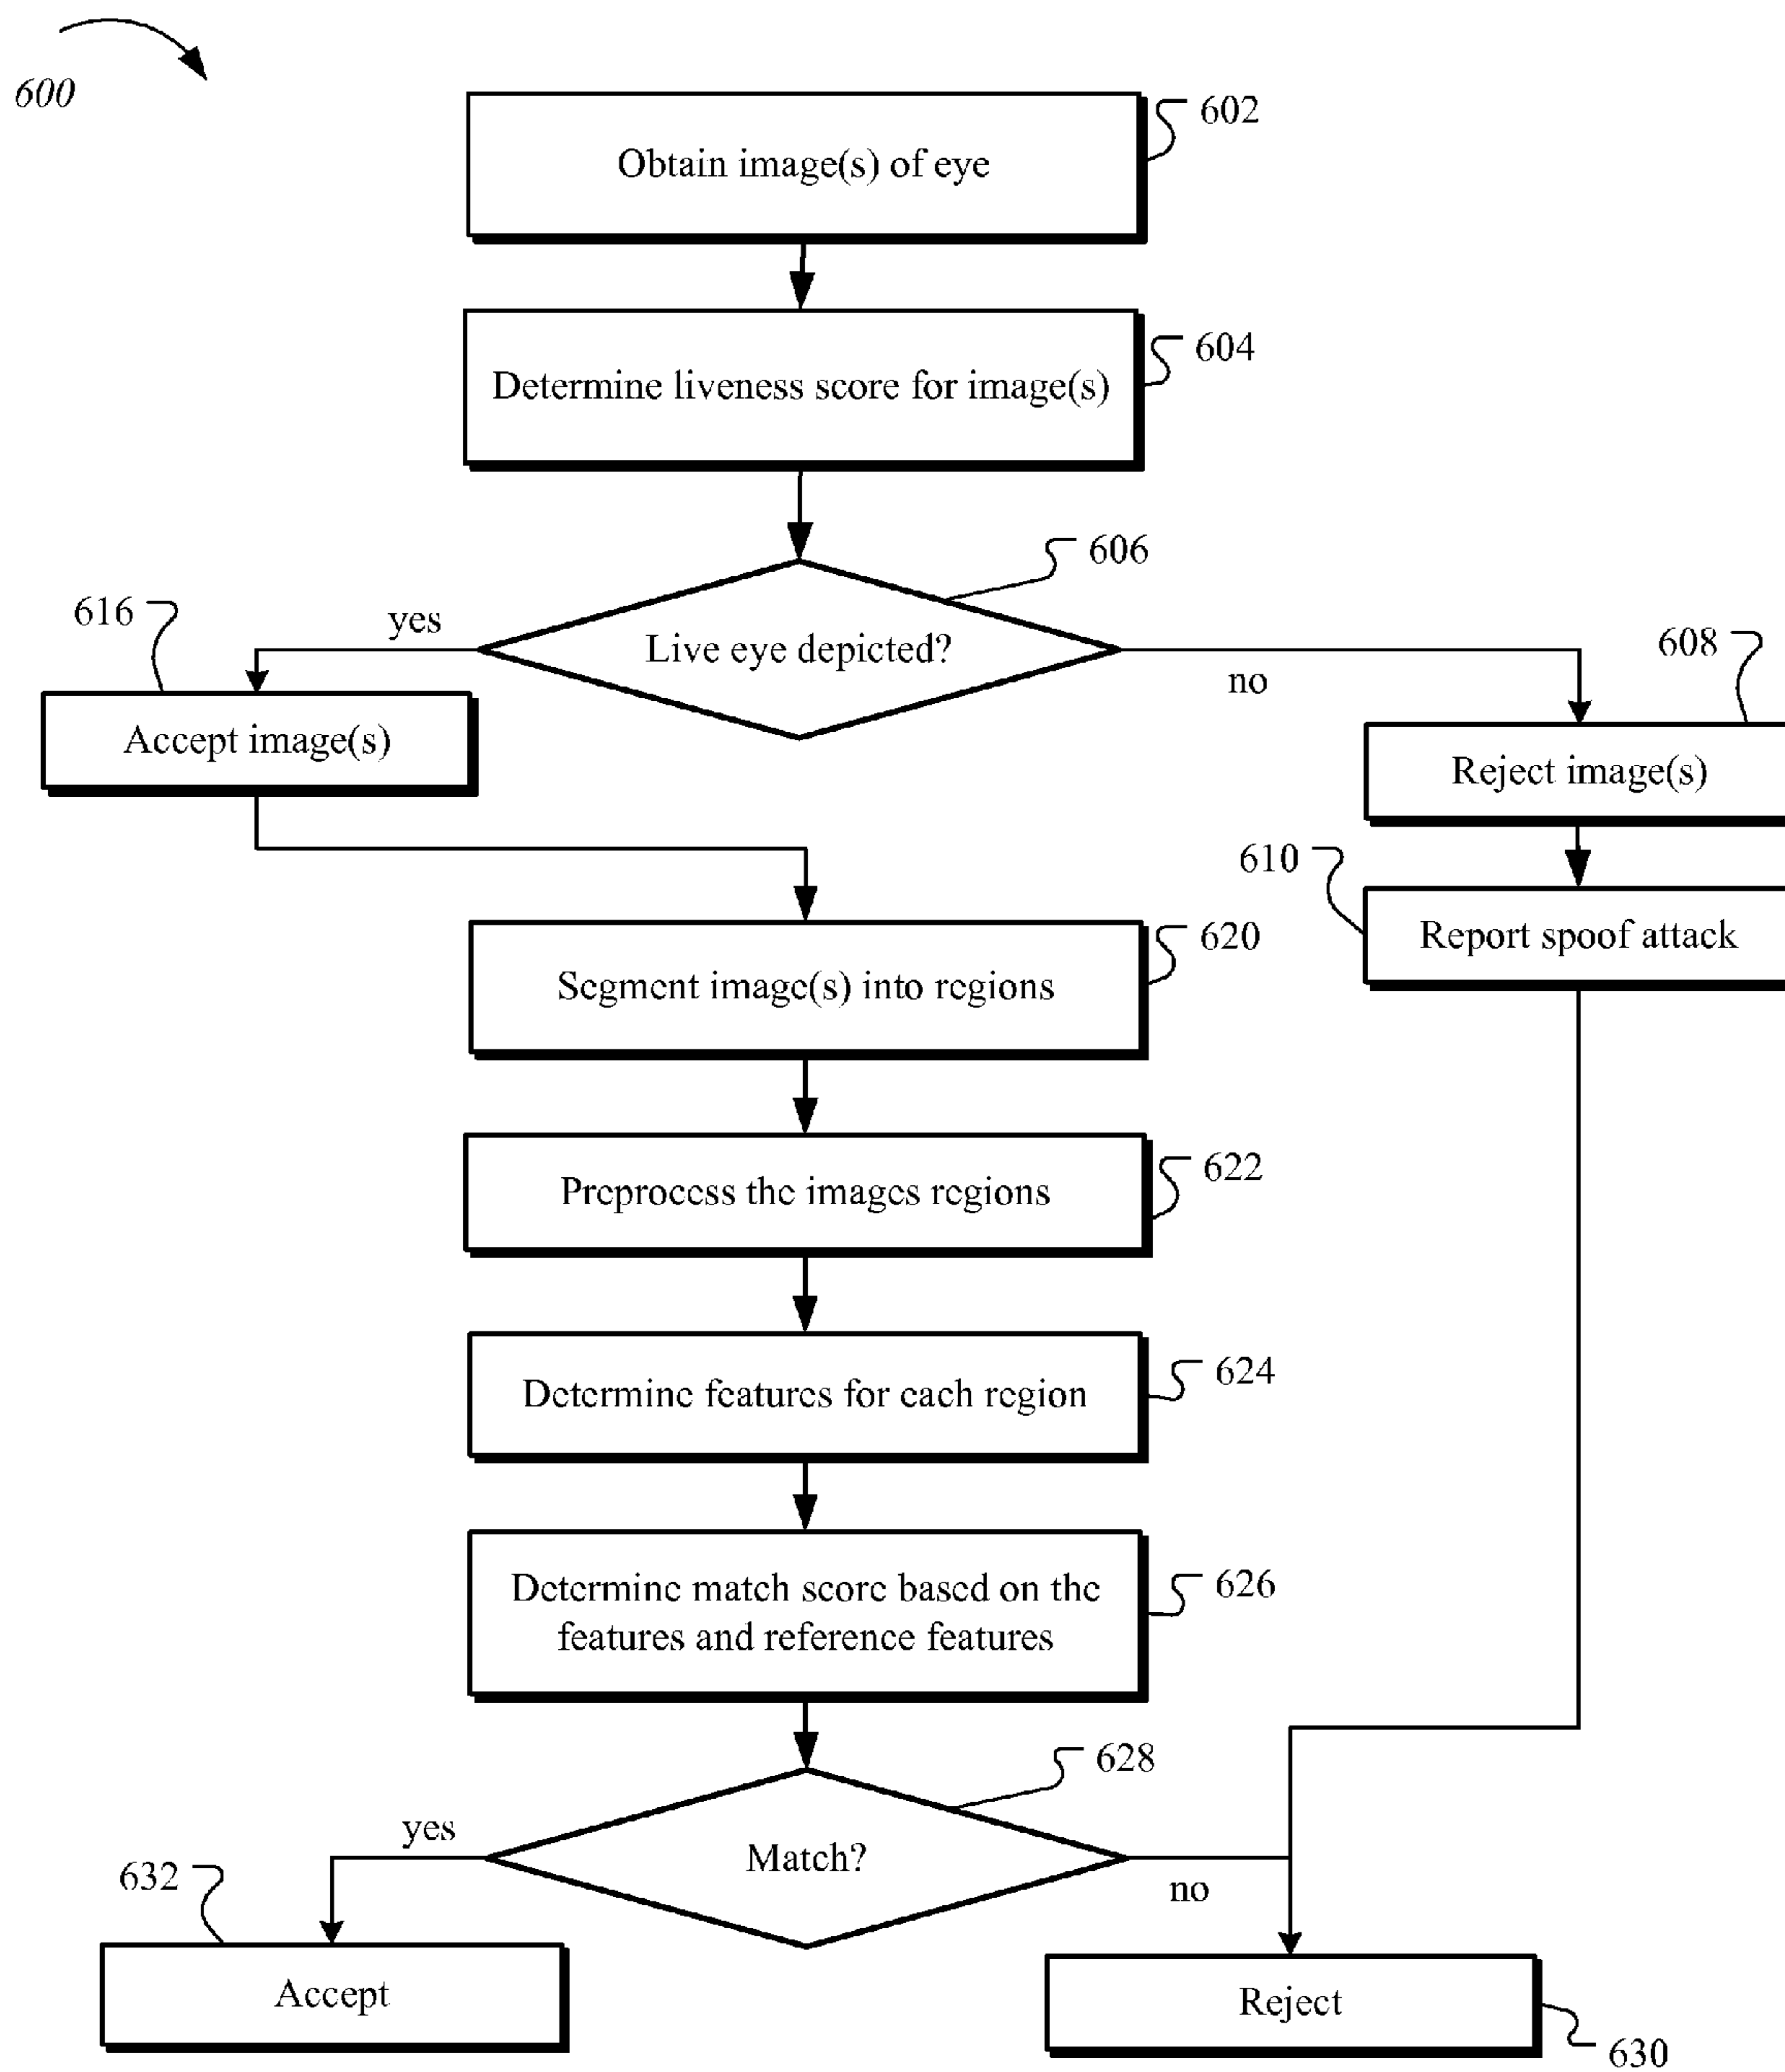 600
602
Obtain image(s) of eye
604
Determine liveness score for image(s)
606
Live eye depicted?
yes
no
616
Accept image(s)
608
Reject image(s)
610
Report spoof attack
620
Segment image(s) into regions
622
Preprocess the images regions
624
Determine features for each region
626
Determine match score based on the
features and reference features
628
Match?
yes
no
632
Accept
Reject
630